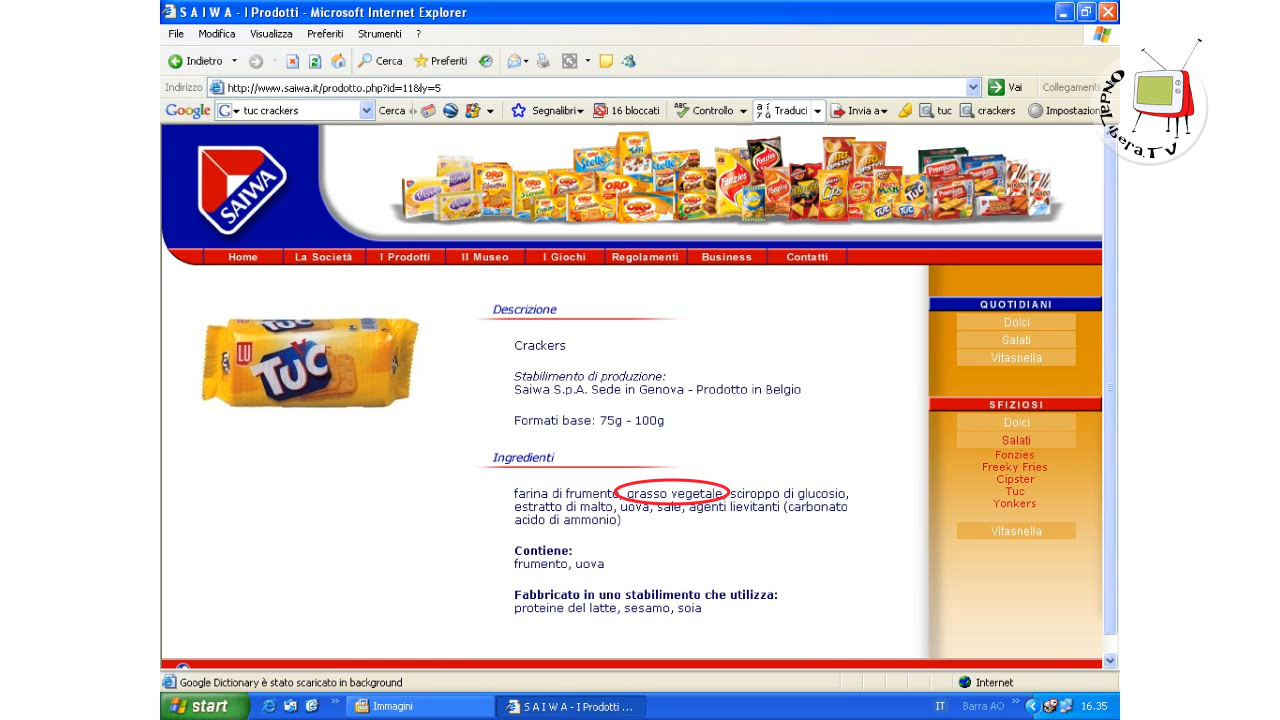 S A I W A - I Prodotti - Microsoft Internet Explorer
File Modifica Visualizza Preferiti Strumenti ?
Indietro Cerca Preferiti
Indirizzo http://www.saiwa.it/prodotto.php?id=11&ly=5 Vai Collegamenti
Google tuc crackers Cerca Segnalibri 16 bloccati ABC Controllo Traduci Invia a tuc crackers Impostazioni
OndaLibera.TV
SAIWA
Home La Società I Prodotti Il Museo I Giochi Regolamenti Business Contatti
LU
TUC
Descrizione
Crackers
Stabilimento di produzione:
Saiwa S.p.A. Sede in Genova - Prodotto in Belgio
Formati base: 75g - 100g
Ingredienti
farina di frumento, grasso vegetale, sciroppo di glucosio,
estratto di malto, uova, sale, agenti lievitanti (carbonato
acido di ammonio)
Contiene:
frumento, uova
Fabbricato in uno stabilimento che utilizza:
proteine del latte, sesamo, soia
QUOTIDIANI
Dolci
Salati
Vitasnella
SFIZIOSI
Dolci
Salati
Fonzies
Freeky Fries
Cipster
Tuc
Yonkers
Vitasnella
Google Dictionary è stato scaricato in background Internet
start Immagini S A I W A - I Prodotti ... IT Barra AO 16.35